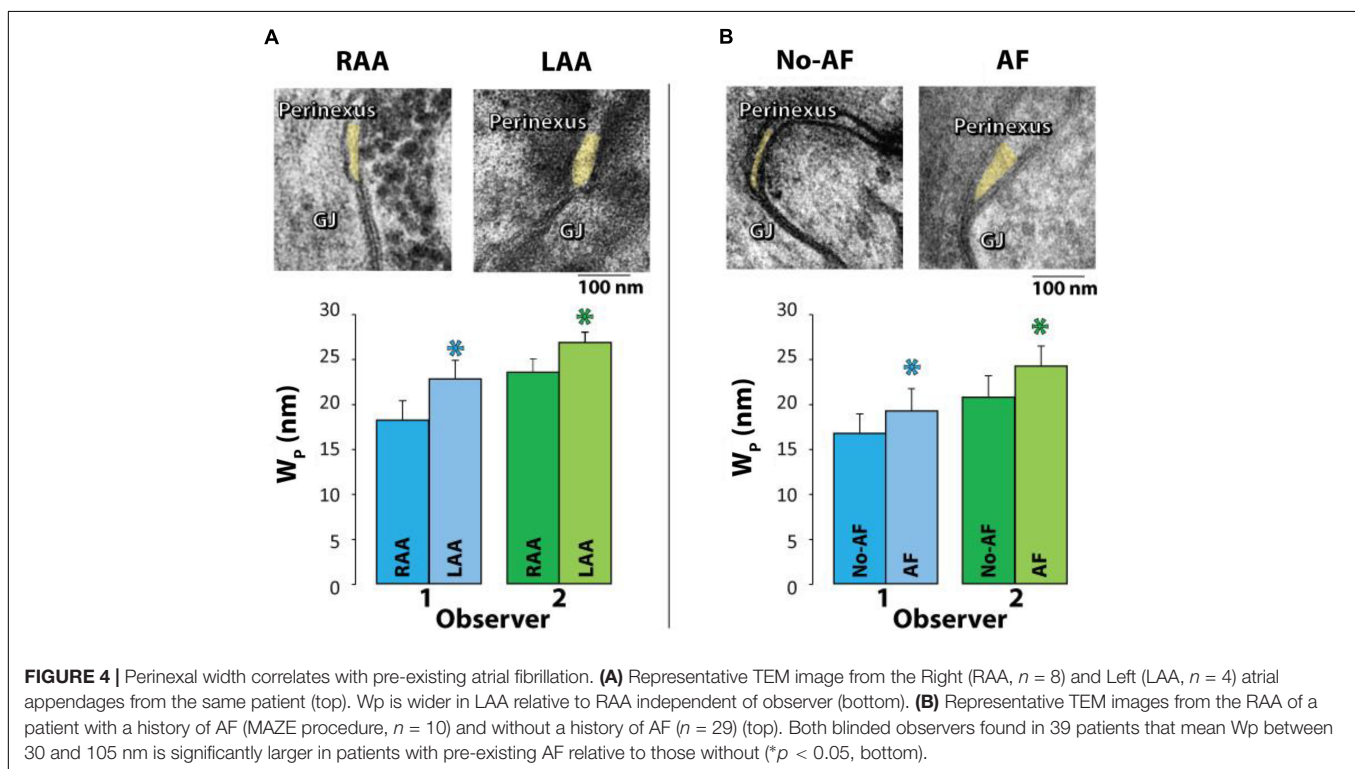 A
RAA
LAA
Perinexus
GJ
Perinexus
GJ
100 nm
30
25
20
15
10
5
0
W_P (nm)
RAA
LAA
RAA
LAA
*
*
1
2
Observer
B
No-AF
AF
Perinexus
GJ
Perinexus
GJ
100 nm
30
25
20
15
10
5
0
W_P (nm)
No-AF
AF
No-AF
AF
*
*
1
2
Observer
FIGURE 4 | Perinexal width correlates with pre-existing atrial fibrillation. (A) Representative TEM image from the Right (RAA, n = 8) and Left (LAA, n = 4) atrial
appendages from the same patient (top). Wp is wider in LAA relative to RAA independent of observer (bottom). (B) Representative TEM images from the RAA of a
patient with a history of AF (MAZE procedure, n = 10) and without a history of AF (n = 29) (top). Both blinded observers found in 39 patients that mean Wp between
30 and 105 nm is significantly larger in patients with pre-existing AF relative to those without (*p < 0.05, bottom).